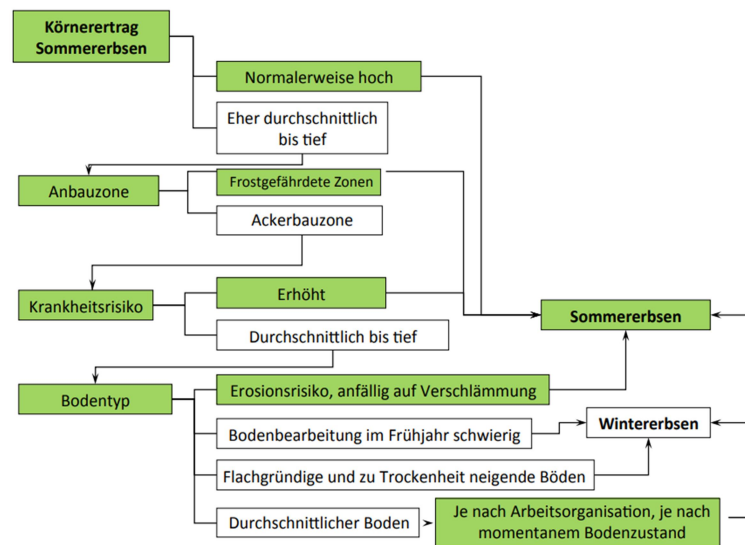 Körnerertrag
Sommererbsen
Normalerweise hoch
Eher durchschnittlich
bis tief
Anbauzone
Frostgefährdete Zonen
Ackerbauzone
Krankheitsrisiko
Erhöht
Sommererbsen
Durchschnittlich bis tief
Bodentyp
Erosionsrisiko, anfällig auf Verschlämmung
Bodenbearbeitung im Frühjahr schwierig
Wintererbsen
Flachgründige und zu Trockenheit neigende Böden
Durchschnittlicher Boden
Je nach Arbeitsorganisation, je nach
momentanem Bodenzustand